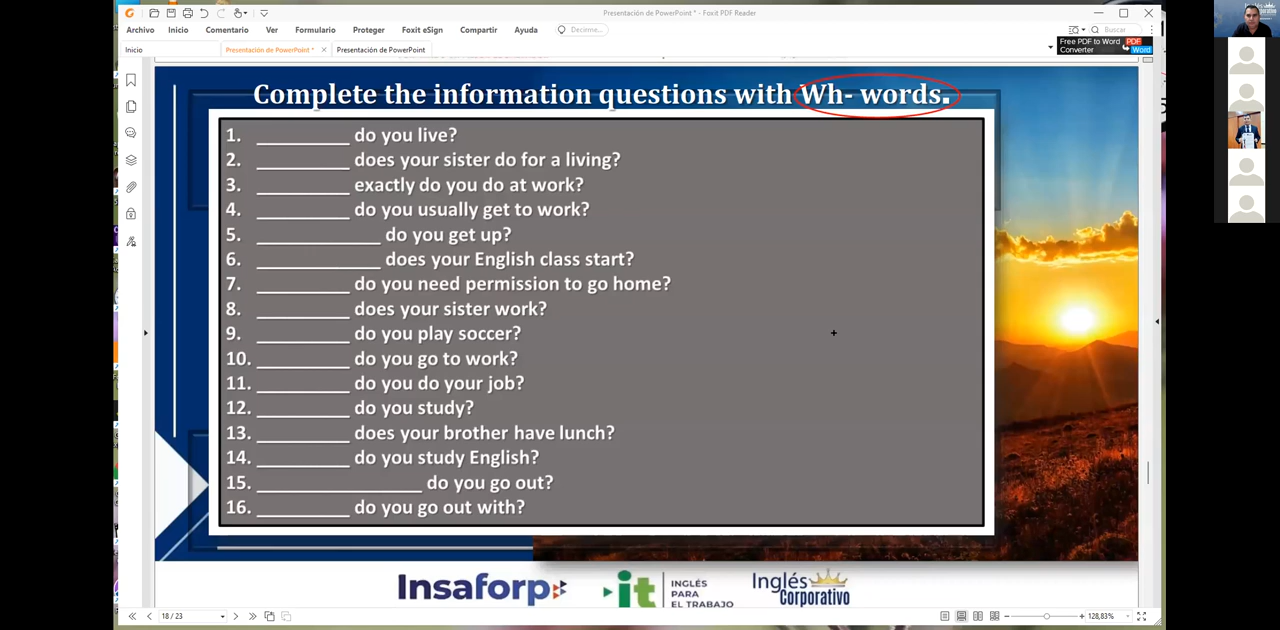 Presentación de PowerPoint * - Foxit PDF Reader
Archivo Inicio Comentario Ver Formulario Proteger Foxit eSign Compartir Ayuda Decirme... Buscar
Free PDF to Word Converter PDF Word
Inicio Presentación de PowerPoint * × Presentación de PowerPoint
Complete the information questions with Wh- words.
1. _________ do you live?
2. _________ does your sister do for a living?
3. _________ exactly do you do at work?
4. _________ do you usually get to work?
5. ____________ do you get up?
6. ____________ does your English class start?
7. _________ do you need permission to go home?
8. _________ does your sister work?
9. _________ do you play soccer?
10. _________ do you go to work?
11. _________ do you do your job?
12. _________ do you study?
13. _________ does your brother have lunch?
14. _________ do you study English?
15. ________________ do you go out?
16. _________ do you go out with?
Insaforp
it
INGLÉS
PARA
EL TRABAJO
Inglés
Corporativo
18 / 23
128,83%